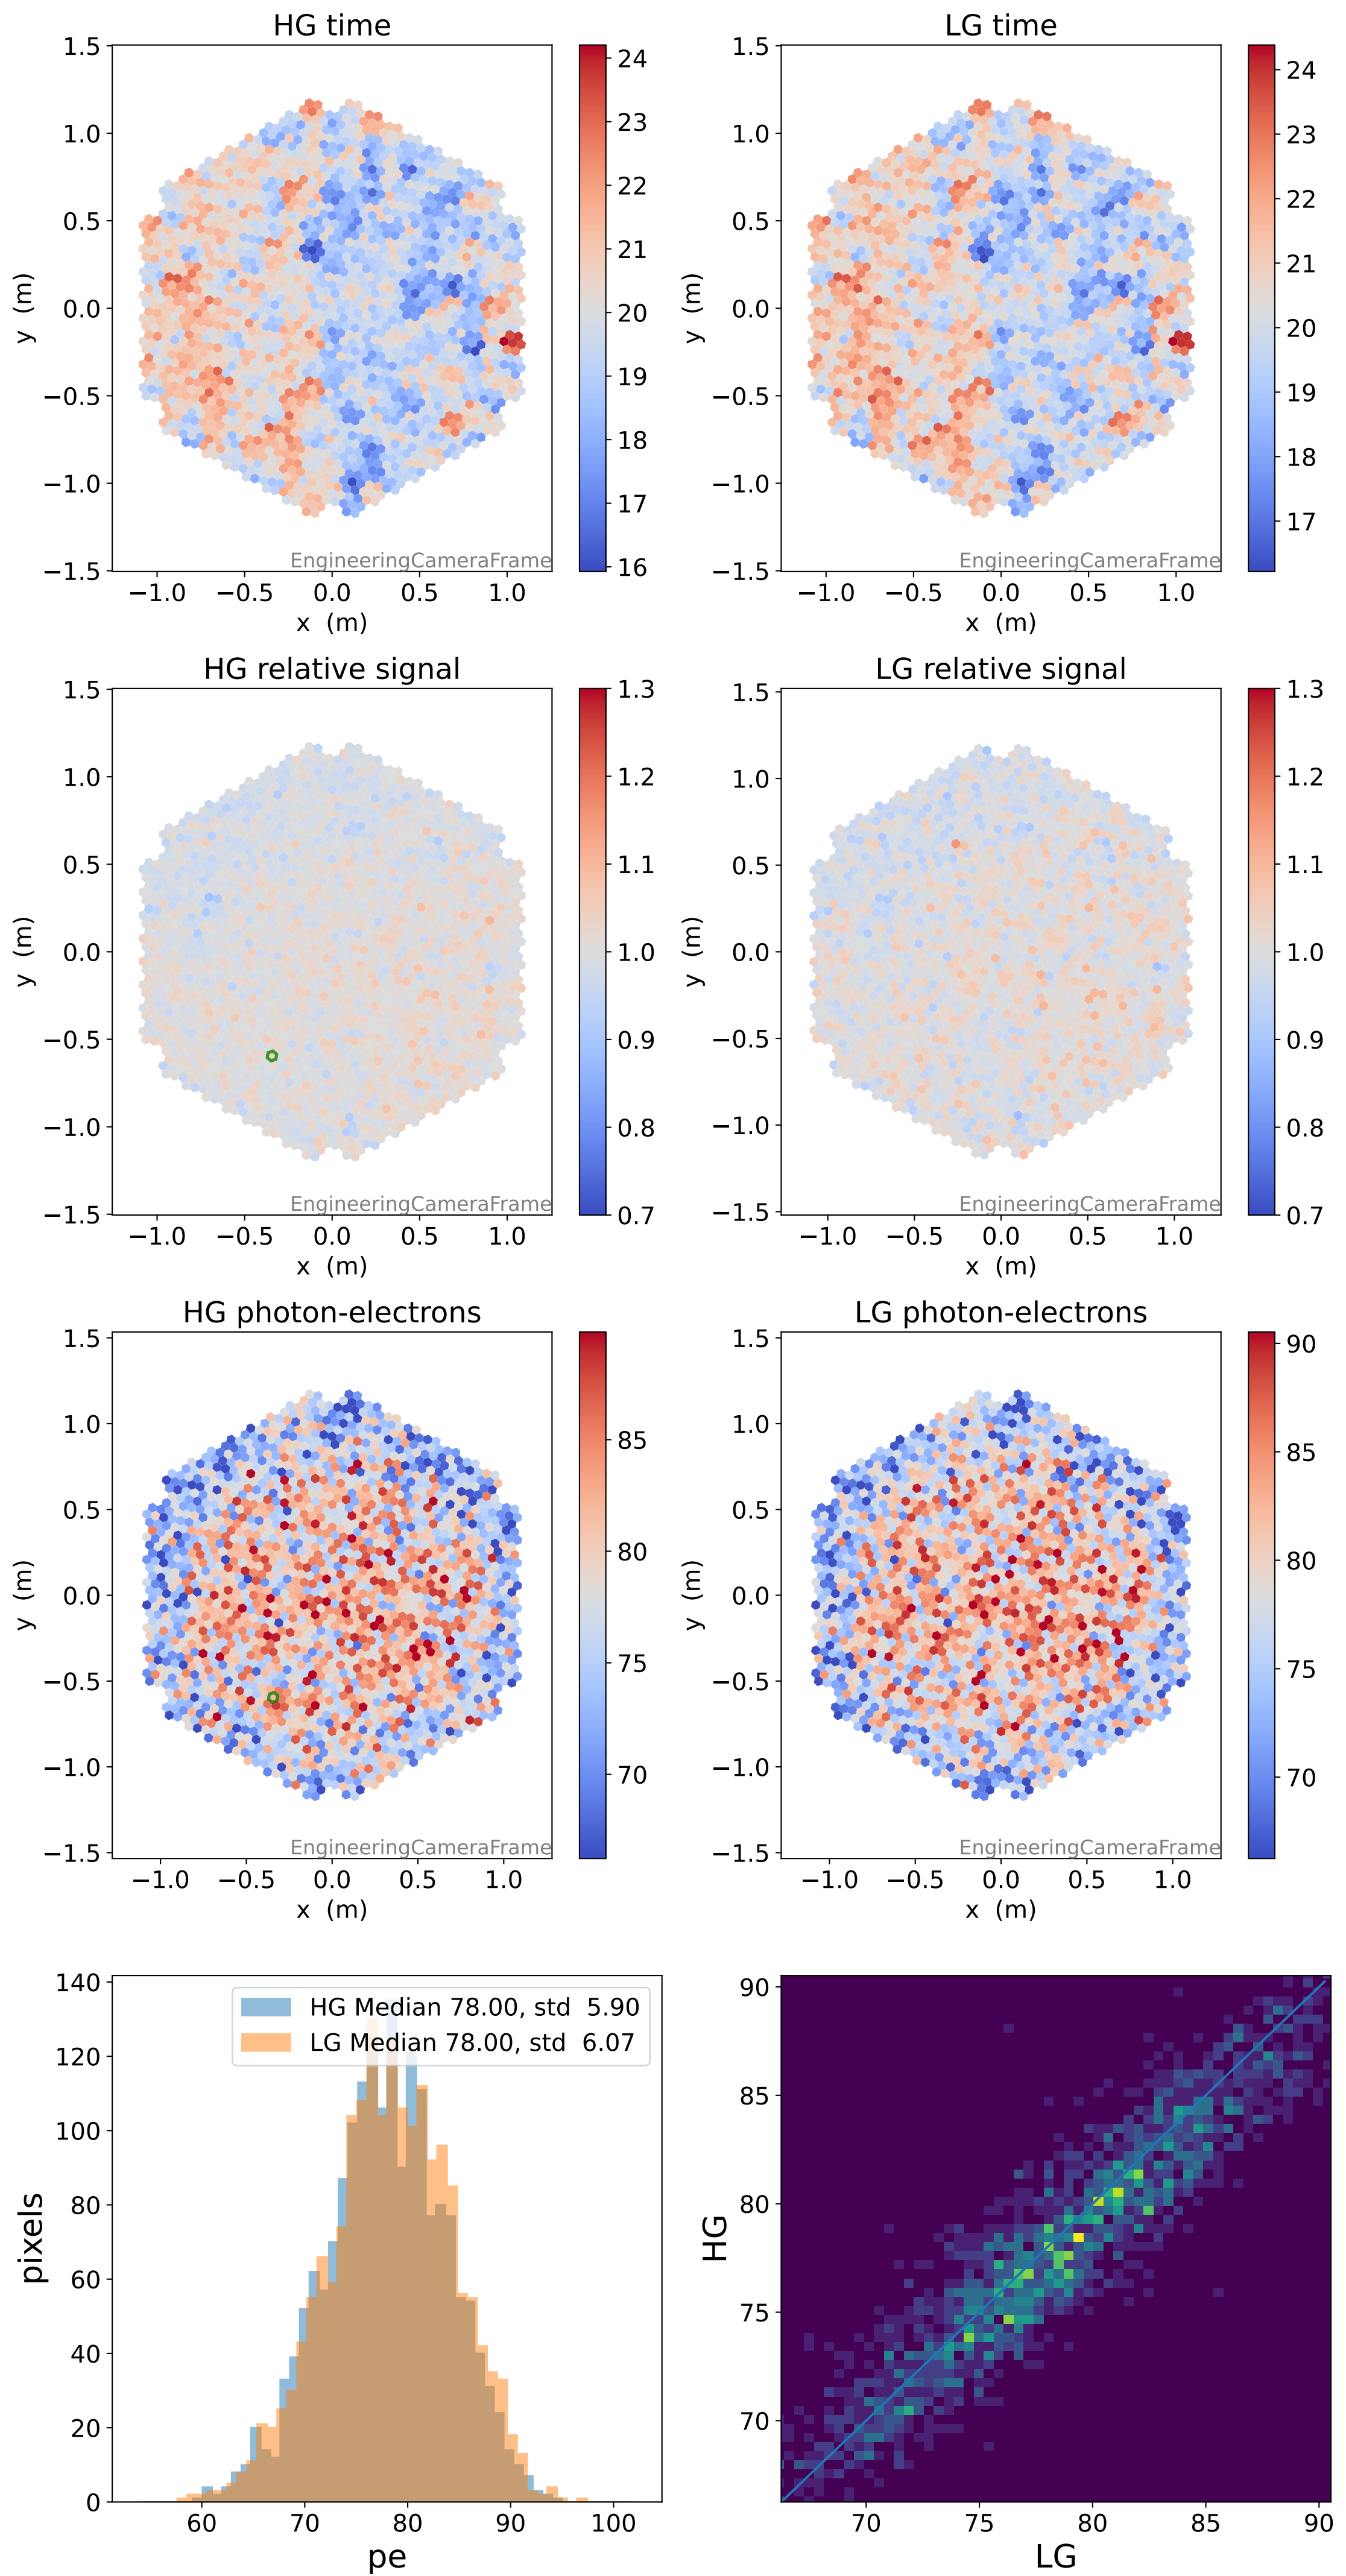 HG time
LG time
1.5
1.0
0.5
0.0
−0.5
−1.0
−1.5
y (m)
−1.0 −0.5 0.0 0.5 1.0
x (m)
EngineeringCameraFrame
24
23
22
21
20
19
18
17
16
1.5
1.0
0.5
0.0
−0.5
−1.0
−1.5
y (m)
−1.0 −0.5 0.0 0.5 1.0
x (m)
EngineeringCameraFrame
24
23
22
21
20
19
18
17
HG relative signal
LG relative signal
1.5
1.0
0.5
0.0
−0.5
−1.0
−1.5
y (m)
−1.0 −0.5 0.0 0.5 1.0
x (m)
EngineeringCameraFrame
1.3
1.2
1.1
1.0
0.9
0.8
0.7
1.5
1.0
0.5
0.0
−0.5
−1.0
−1.5
y (m)
−1.0 −0.5 0.0 0.5 1.0
x (m)
EngineeringCameraFrame
1.3
1.2
1.1
1.0
0.9
0.8
0.7
HG photon-electrons
LG photon-electrons
1.5
1.0
0.5
0.0
−0.5
−1.0
−1.5
y (m)
−1.0 −0.5 0.0 0.5 1.0
x (m)
EngineeringCameraFrame
85
80
75
70
1.5
1.0
0.5
0.0
−0.5
−1.0
−1.5
y (m)
−1.0 −0.5 0.0 0.5 1.0
x (m)
EngineeringCameraFrame
90
85
80
75
70
140
120
100
80
60
40
20
0
pixels
HG Median 78.00, std 5.90
LG Median 78.00, std 6.07
60 70 80 90 100
pe
90
85
80
75
70
HG
70 75 80 85 90
LG